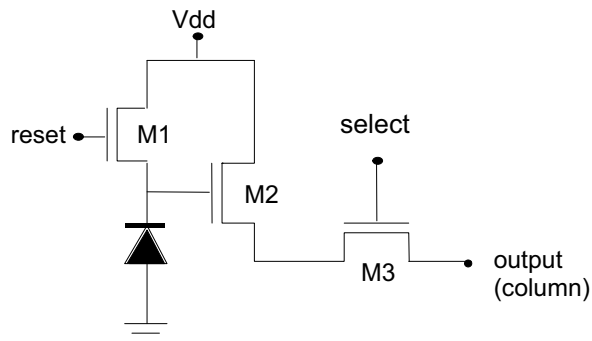 Vdd
reset
M1
select
M2
M3
output
(column)